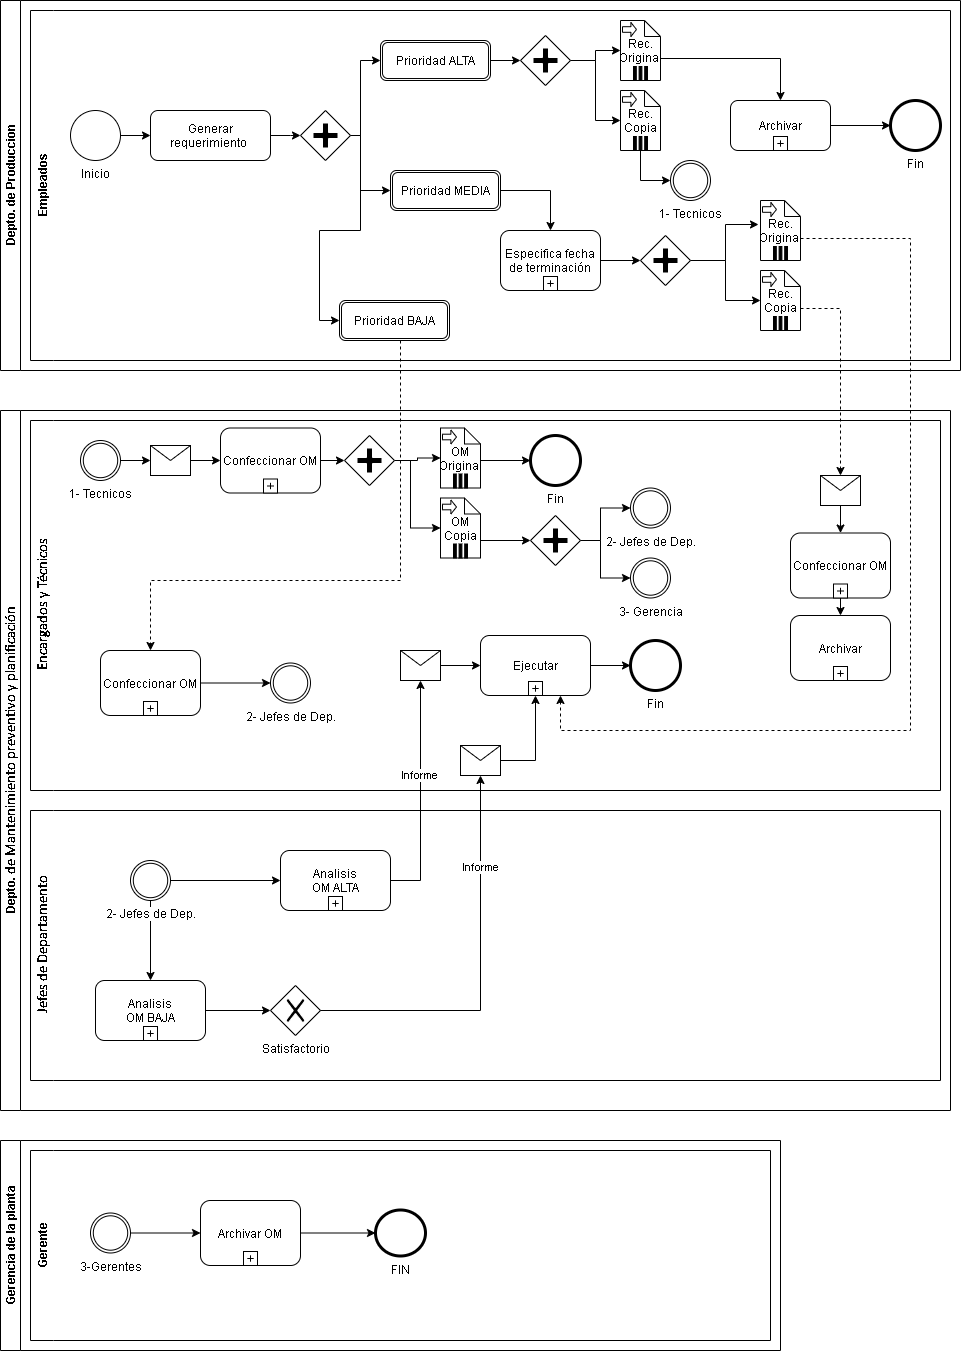 Depto. de Produccion
Empleados
Inicio
Generar
requerimiento
Prioridad ALTA
Rec.
Origina
Rec.
Copia
Archivar
Fin
1- Tecnicos
Prioridad MEDIA
Especifica fecha
de terminación
Rec.
Origina
Rec.
Copia
Prioridad BAJA
Depto. de Mantenimiento preventivo y planificación
Encargados y Técnicos
1- Tecnicos
Confeccionar OM
OM
Origina
OM
Copia
Fin
2- Jefes de Dep.
3- Gerencia
Confeccionar OM
Archivar
Confeccionar OM
2- Jefes de Dep.
Ejecutar
Fin
Informe
Informe
Jefes de Departamento
2- Jefes de Dep.
Analisis
OM ALTA
Analisis
OM BAJA
Satisfactorio
Gerencia de la planta
Gerente
3-Gerentes
Archivar OM
FIN